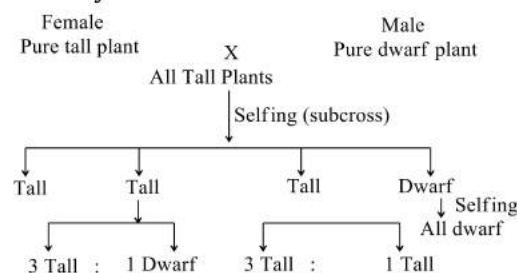 Female
Male
Pure tall plant
Pure dwarf plant
X
All Tall Plants
Selfing (subcross)
Tall Tall Tall Dwarf
Selfing
All dwarf
3 Tall : 1 Dwarf 3 Tall : 1 Tall